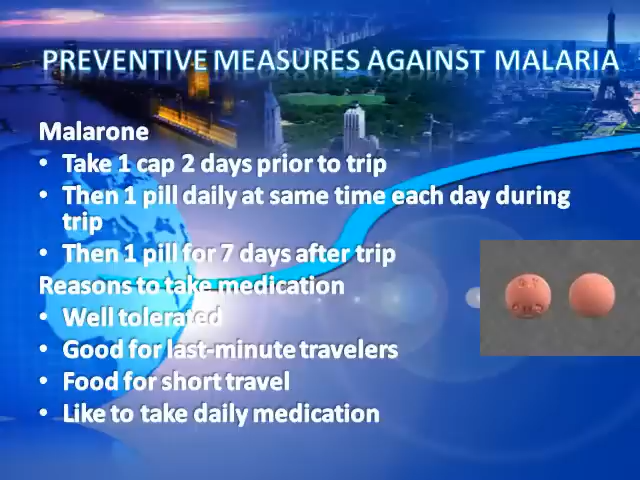 PREVENTIVE MEASURES AGAINST MALARIA
Malarone
• Take 1 cap 2 days prior to trip
• Then 1 pill daily at same time each day during
trip
• Then 1 pill for 7 days after trip
Reasons to take medication
• Well tolerated
• Good for last-minute travelers
• Food for short travel
• Like to take daily medication